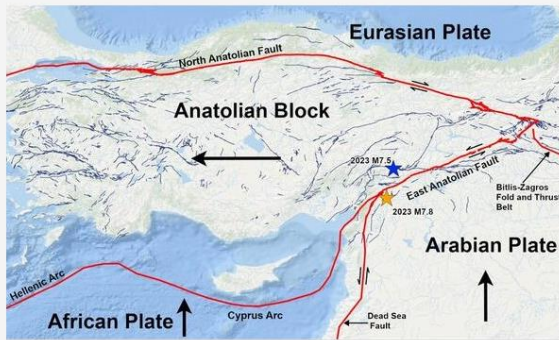 Eurasian Plate
North Anatolian Fault
Anatolian Block
2023 M7.5
East Anatolian Fault
2023 M7.8
Bitlis-Zagros
Fold and Thrust
Belt
Arabian Plate
Hellenic Arc
African Plate
Cyprus Arc
Dead Sea
Fault